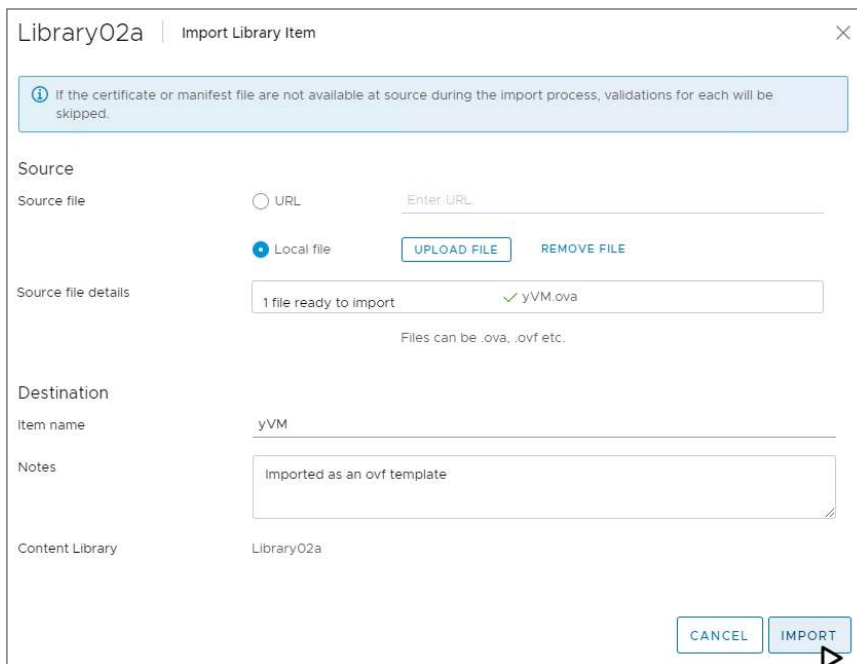 Library02a | Import Library Item
If the certificate or manifest file are not available at source during the import process, validations for each will be
skipped.
Source
Source file
URL
Enter URL.
Local file
UPLOAD FILE
REMOVE FILE
Source file details
1 file ready to import
yVM.ova
Files can be .ova, .ovf etc.
Destination
Item name
yVM
Notes
Imported as an ovf template
Content Library
Library02a
CANCEL
IMPORT